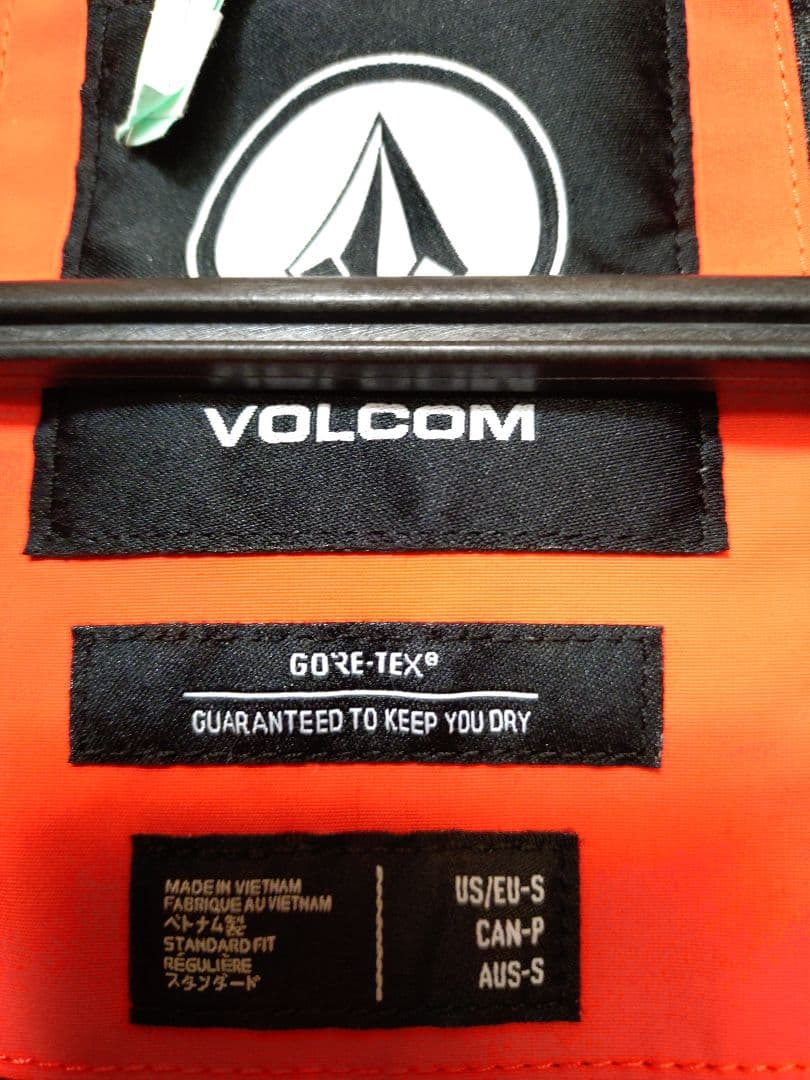 VOLCOM
GORE-TEX®
GUARANTEED TO KEEP YOU DRY
MADE IN VIETNAM
FABRIQUE AU VIETNAM
ベトナム製
STANDARD FIT
RÉGULIÈRE
スタンダード
US/EU-S
CAN-P
AUS-S